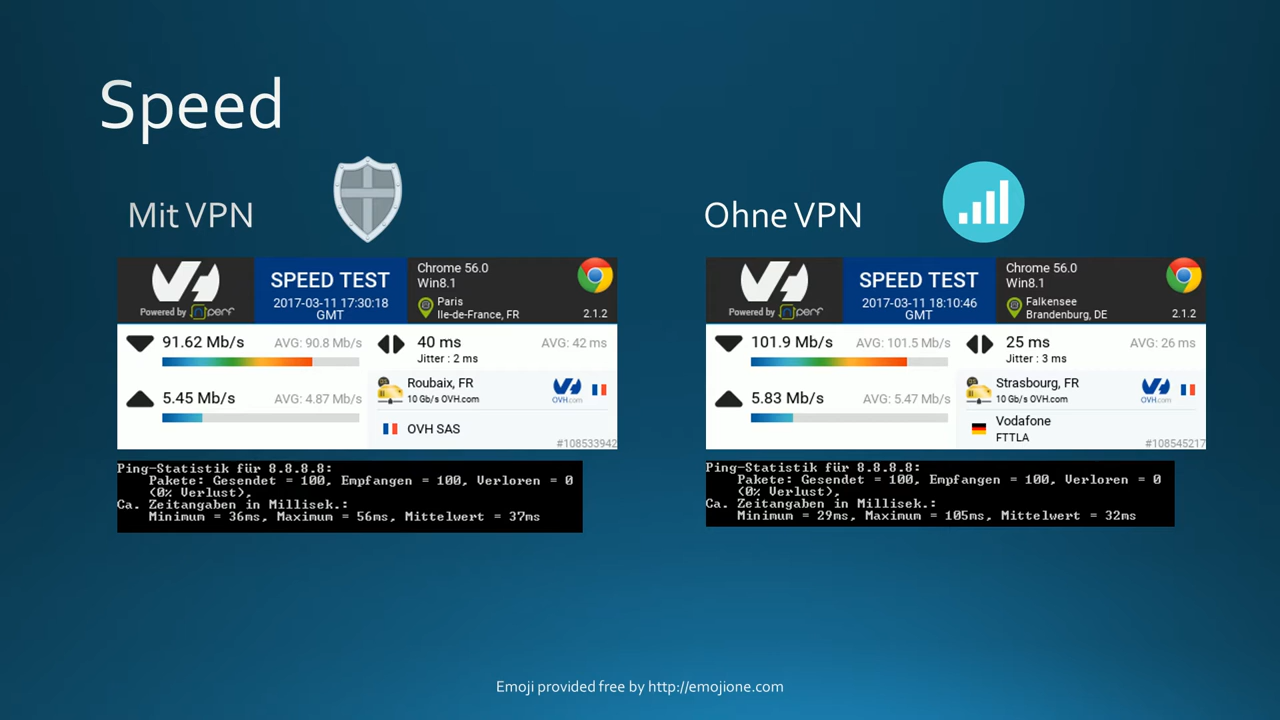 Speed
Mit VPN
Powered by nperf
SPEED TEST
2017-03-11 17:30:18
GMT
Chrome 56.0
Win8.1
Paris
Ile-de-France, FR
2.1.2
91.62 Mb/s
AVG: 90.8 Mb/s
40 ms
AVG: 42 ms
Jitter : 2 ms
5.45 Mb/s
AVG: 4.87 Mb/s
Roubaix, FR
10 Gb/s OVH.com
OVH.com
OVH SAS
#108533942
Ping-Statistik für 8.8.8.8:
Pakete: Gesendet = 100, Empfangen = 100, Verloren = 0
(0% Verlust),
Ca. Zeitangaben in Millisek.:
Minimum = 36ms, Maximum = 56ms, Mittelwert = 37ms
Ohne VPN
Powered by nperf
SPEED TEST
2017-03-11 18:10:46
GMT
Chrome 56.0
Win8.1
Falkensee
Brandenburg, DE
2.1.2
101.9 Mb/s
AVG: 101.5 Mb/s
25 ms
AVG: 26 ms
Jitter : 3 ms
5.83 Mb/s
AVG: 5.47 Mb/s
Strasbourg, FR
10 Gb/s OVH.com
OVH.com
Vodafone
FTTLA
#108545217
Ping-Statistik für 8.8.8.8:
Pakete: Gesendet = 100, Empfangen = 100, Verloren = 0
(0% Verlust),
Ca. Zeitangaben in Millisek.:
Minimum = 29ms, Maximum = 105ms, Mittelwert = 32ms
Emoji provided free by http://emojione.com